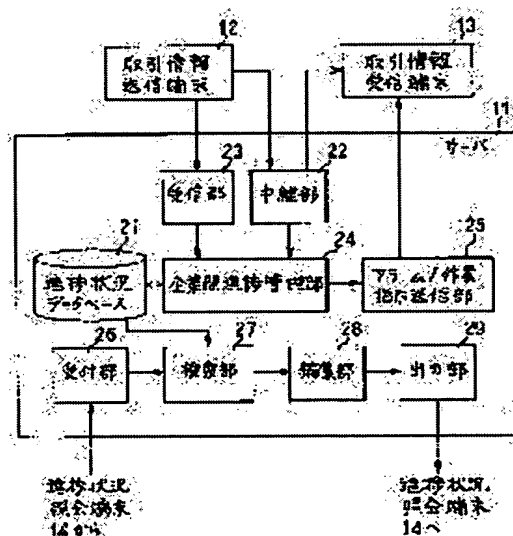 12
取引情報
送信端末
13
取引情報
受信端末
11
サーバ
23
受信部
22
中継部
21
進捗状況
データベース
24
企業間進捗管理部
25
アラーム/作業
指示送信部
26
受付部
27
検索部
28
編集部
29
出力部
進捗状況
照会端末
14から
進捗状況
照会端末
14へ